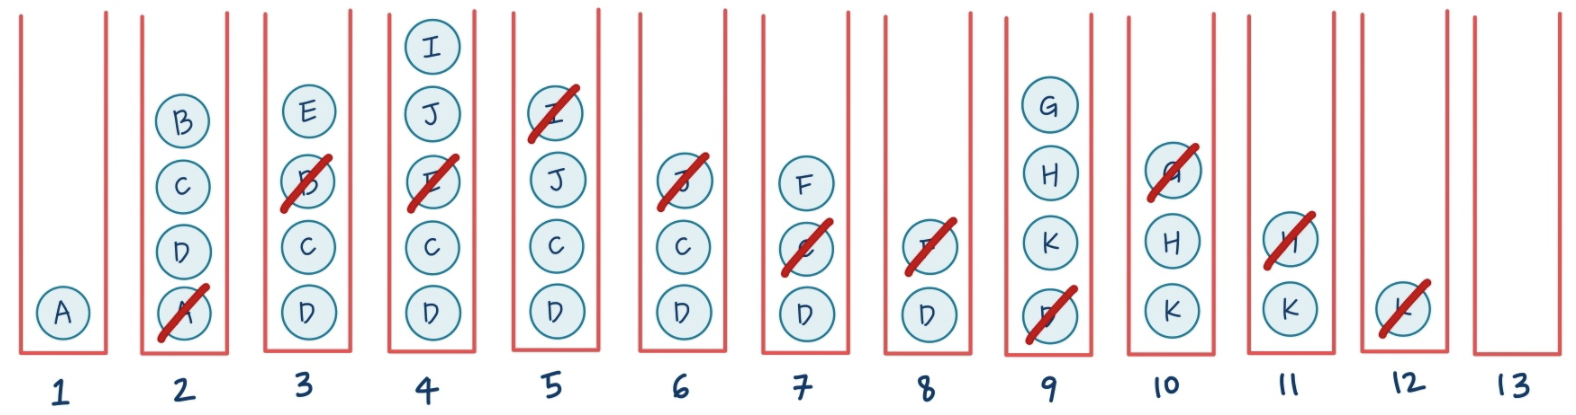 I
B E J I G
C B E J J F H G
D C C C C C F K H H
A A D D D D D D D K K K
1 2 3 4 5 6 7 8 9 10 11 12 13